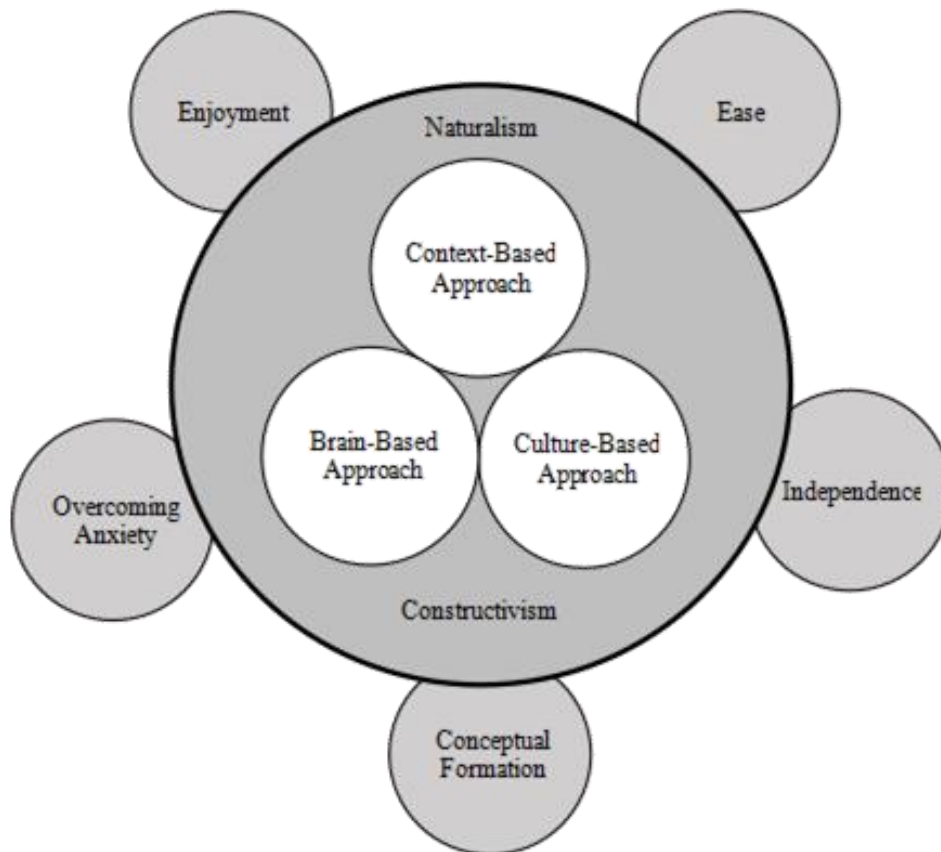 Enjoyment
Ease
Naturalism
Context-Based
Approach
Brain-Based
Approach
Culture-Based
Approach
Overcoming
Anxiety
Independence
Constructivism
Conceptual
Formation